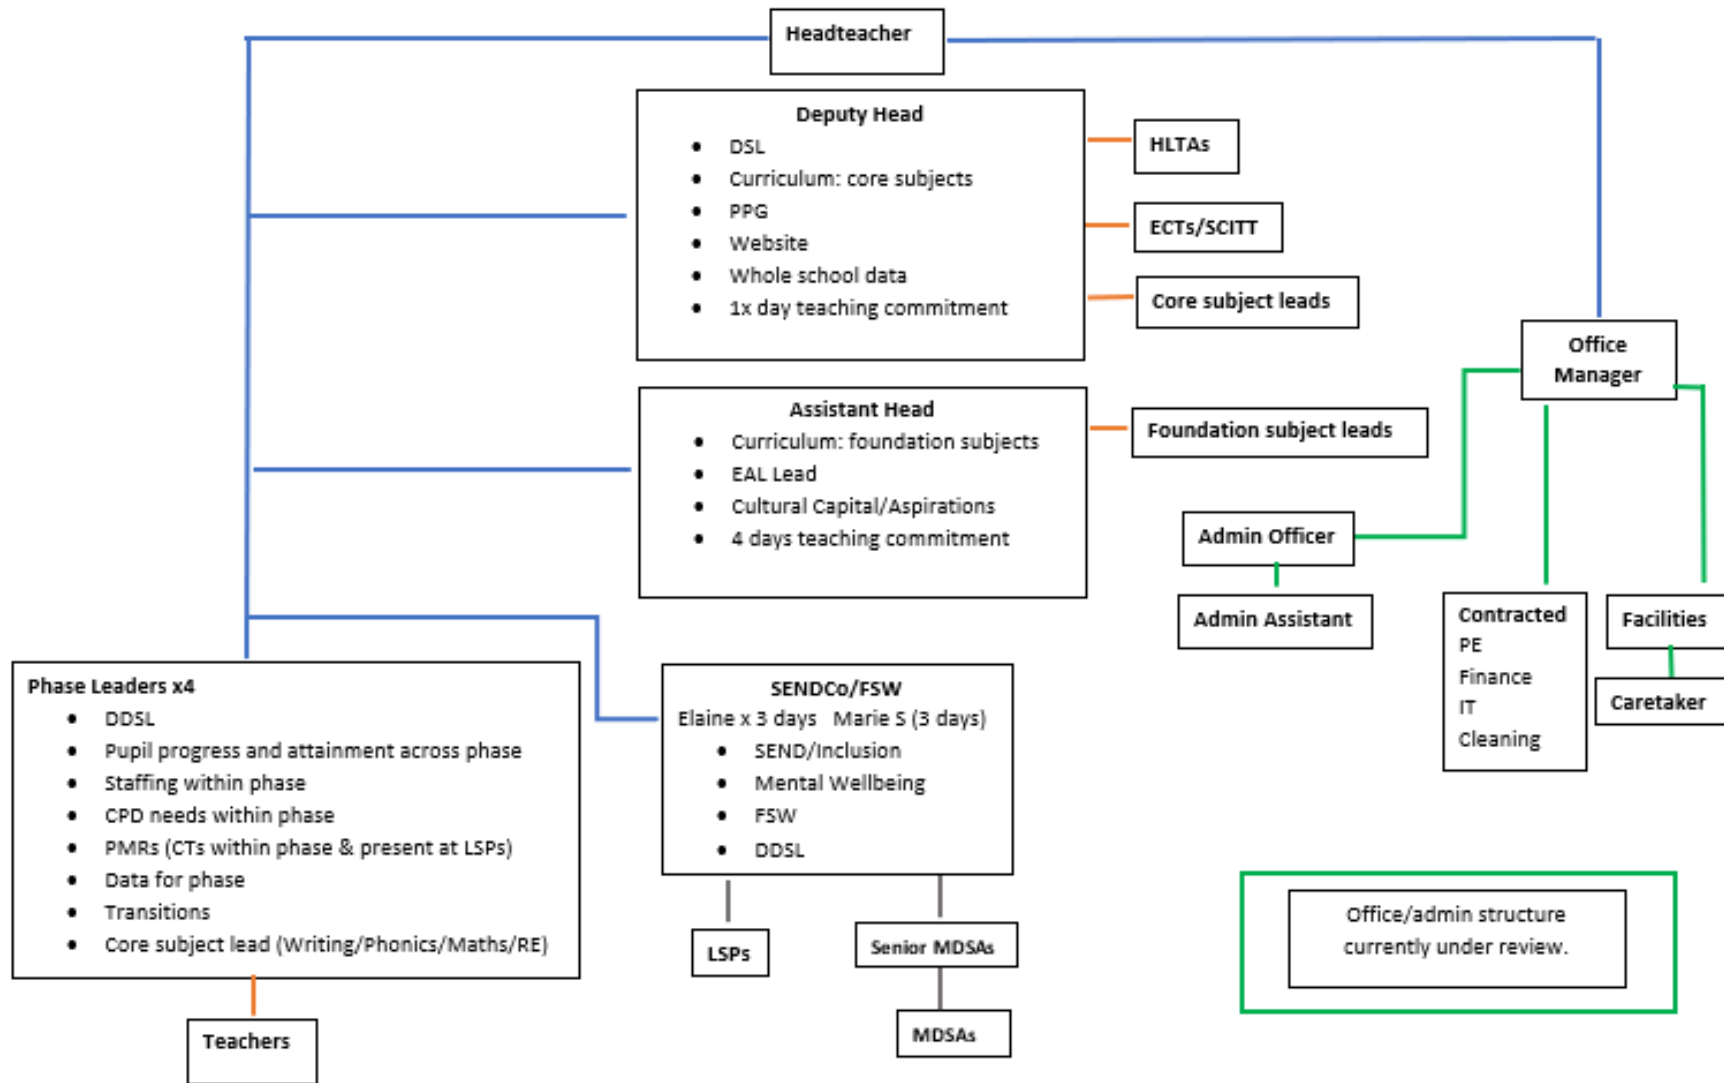 Headteacher
Deputy Head
• DSL
• Curriculum: core subjects
• PPG
• Website
• Whole school data
• 1x day teaching commitment
HLTAs
ECTs/SCITT
Core subject leads
Office
Manager
Assistant Head
• Curriculum: foundation subjects
• EAL Lead
• Cultural Capital/Aspirations
• 4 days teaching commitment
Foundation subject leads
Admin Officer
Admin Assistant
Contracted
PE
Finance
IT
Cleaning
Facilities
Caretaker
Phase Leaders x4
• DDSL
• Pupil progress and attainment across phase
• Staffing within phase
• CPD needs within phase
• PMRs (CTs within phase & present at LSPs)
• Data for phase
• Transitions
• Core subject lead (Writing/Phonics/Maths/RE)
Teachers
SENDCo/FSW
Elaine x 3 days Marie S (3 days)
• SEND/Inclusion
• Mental Wellbeing
• FSW
• DDSL
LSPs
Senior MDSAs
MDSAs
Office/admin structure
currently under review.